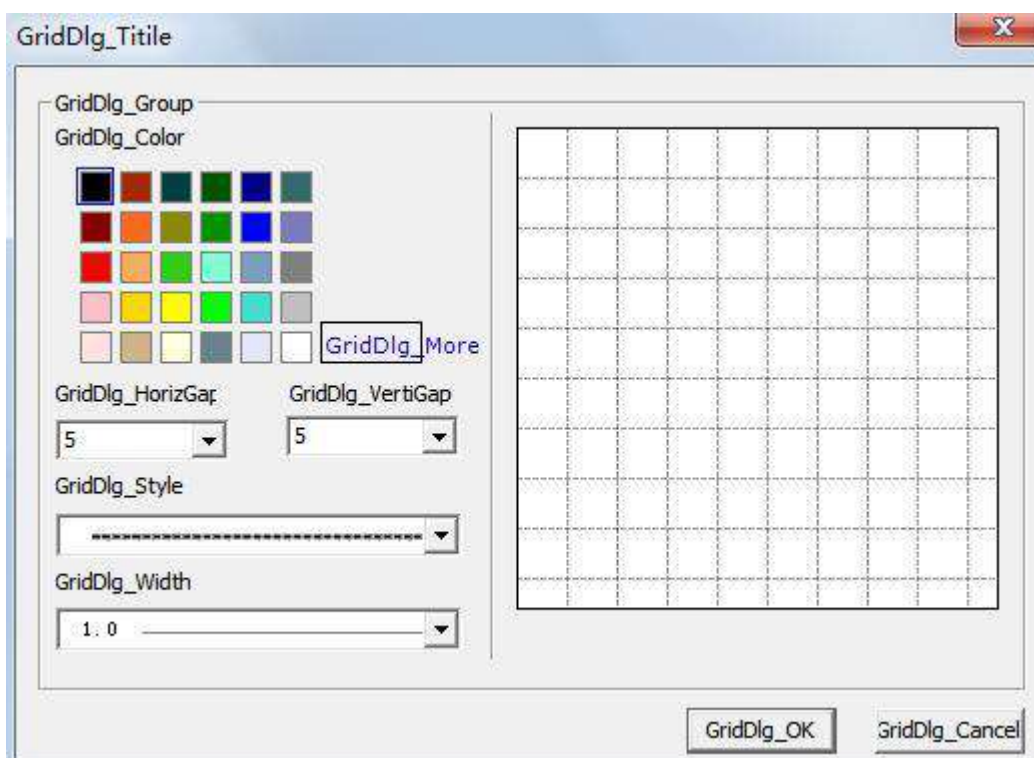 GridDlg_Titile
GridDlg_Group
GridDlg_Color
GridDlg_More
GridDlg_HorizGap GridDlg_VertiGap
5 5
GridDlg_Style
GridDlg_Width
1.0
GridDlg_OK GridDlg_Cancel